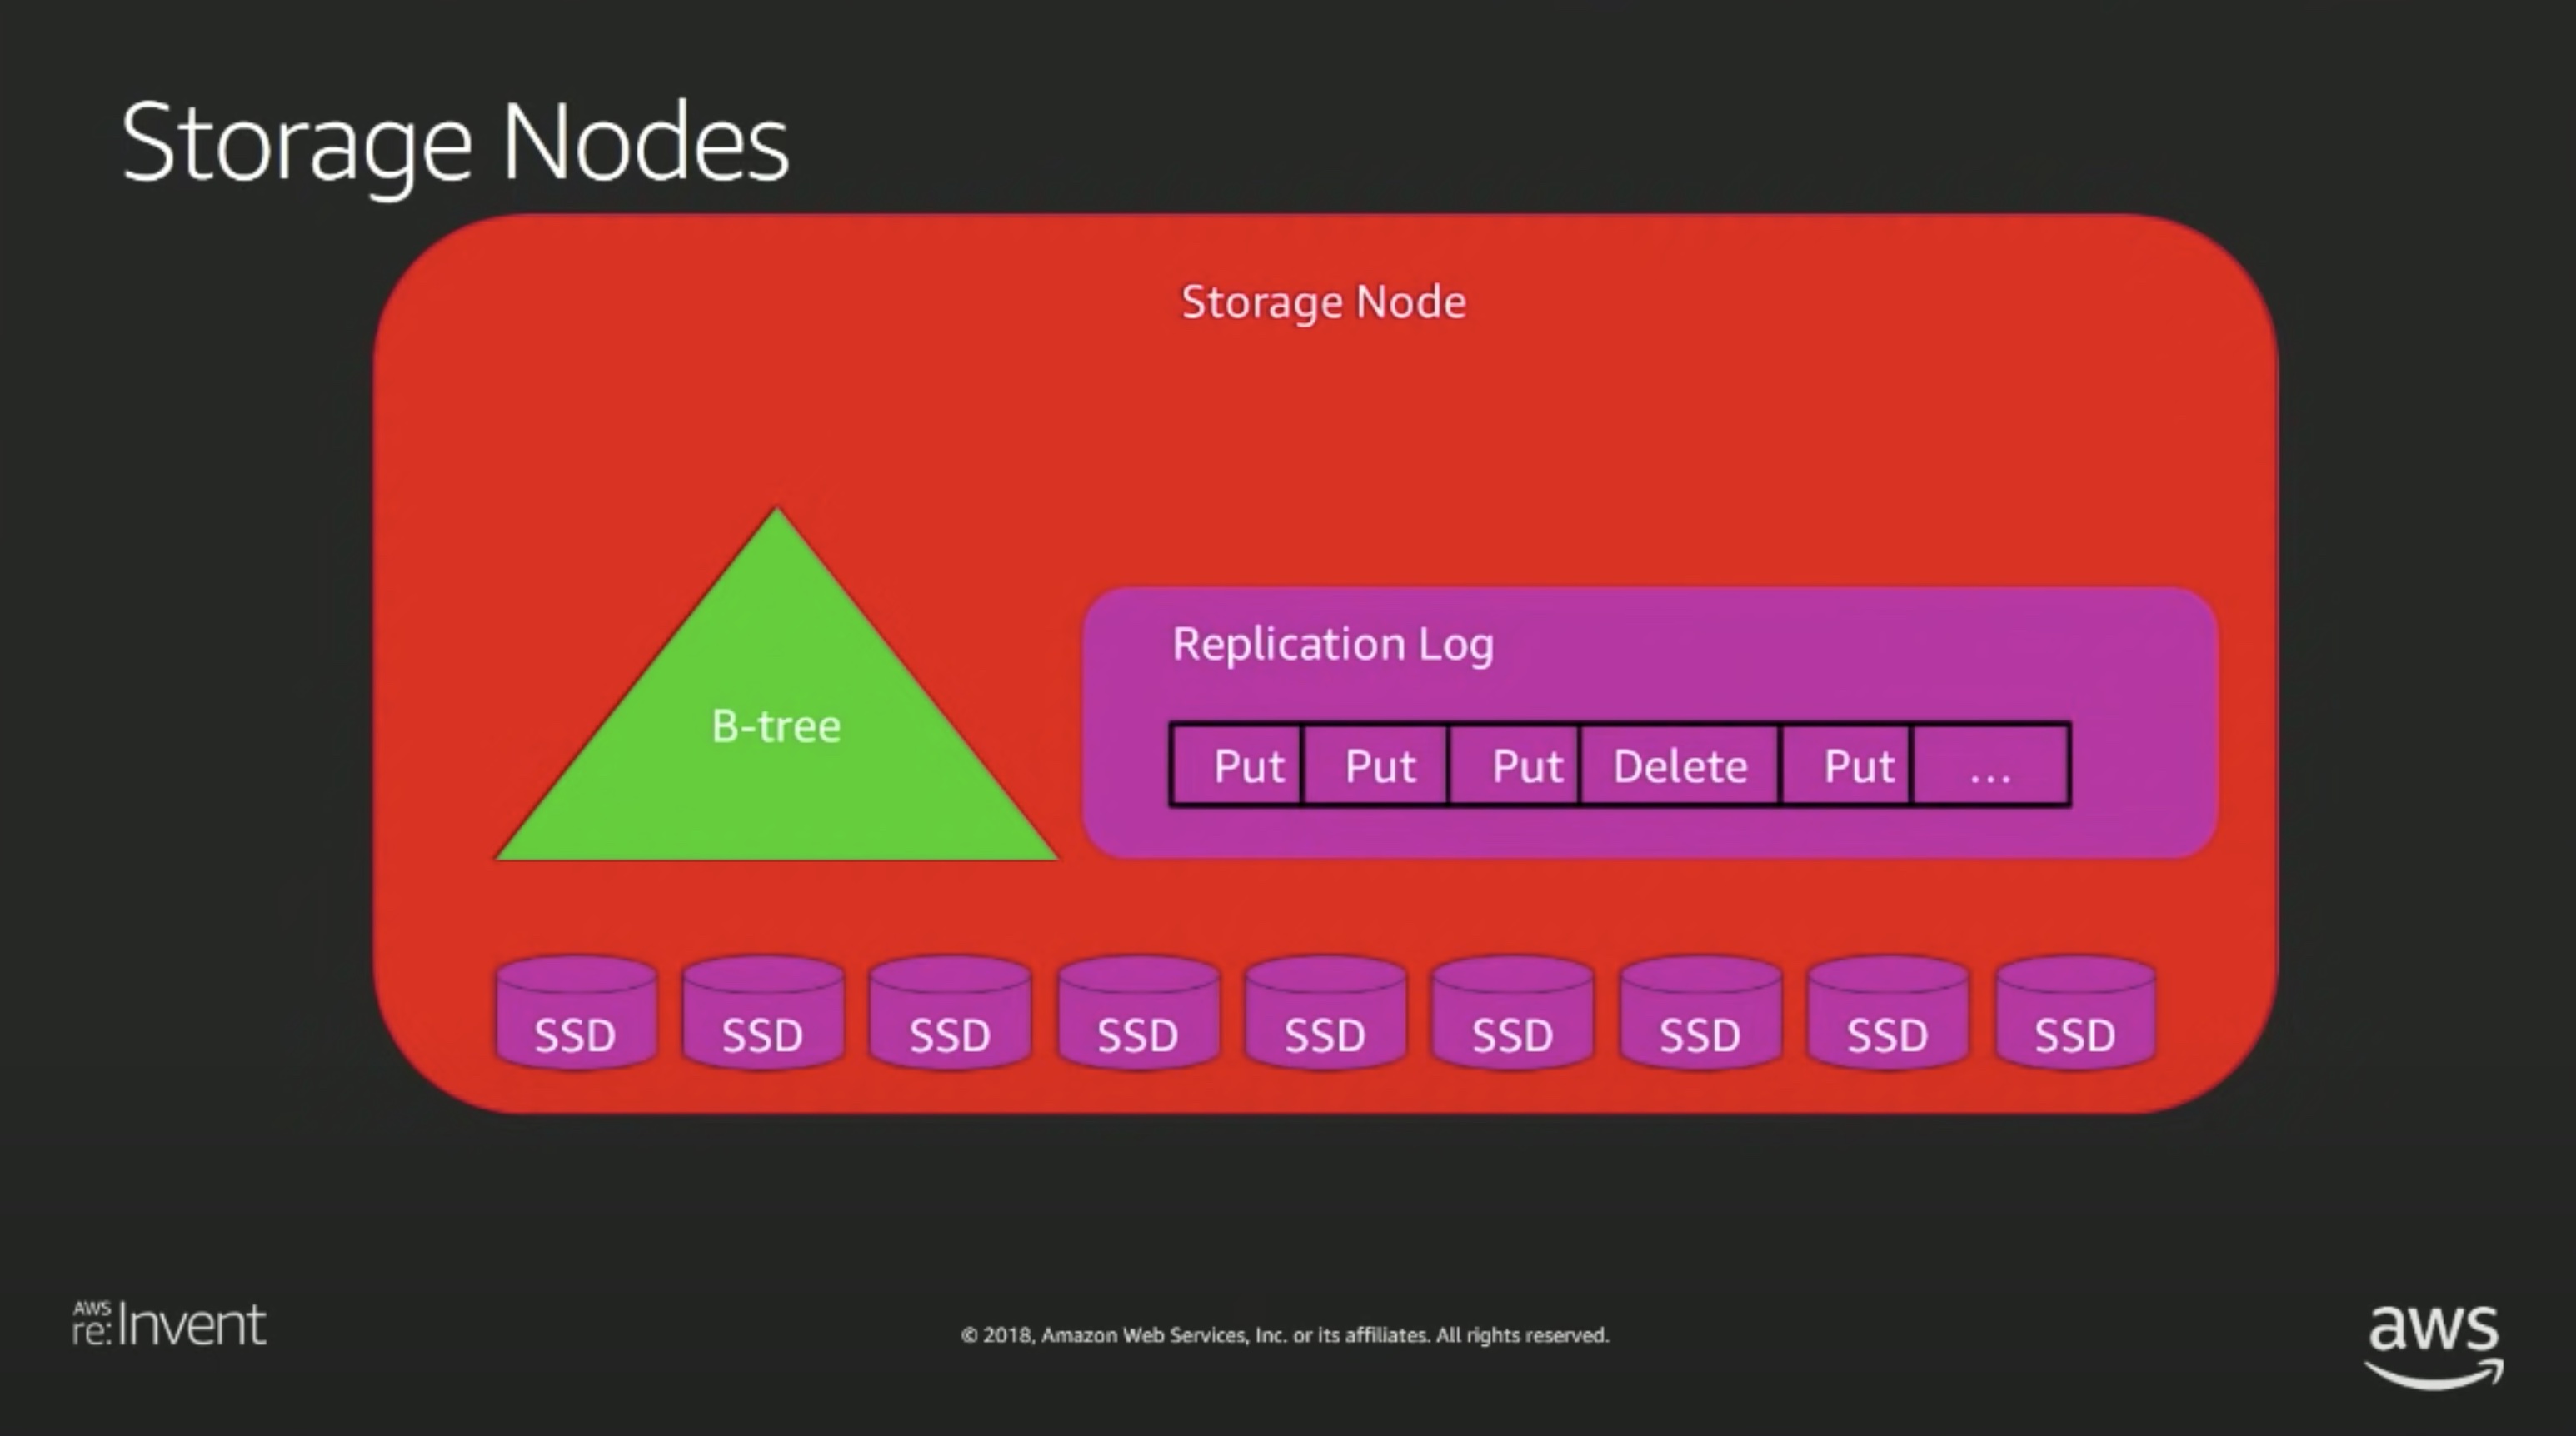 Storage Nodes
Storage Node
B-tree
Replication Log
Put Put Put Delete Put ...
SSD SSD SSD SSD SSD SSD SSD SSD SSD
AWS
re:Invent
© 2018, Amazon Web Services, Inc. or its affiliates. All rights reserved.
aws